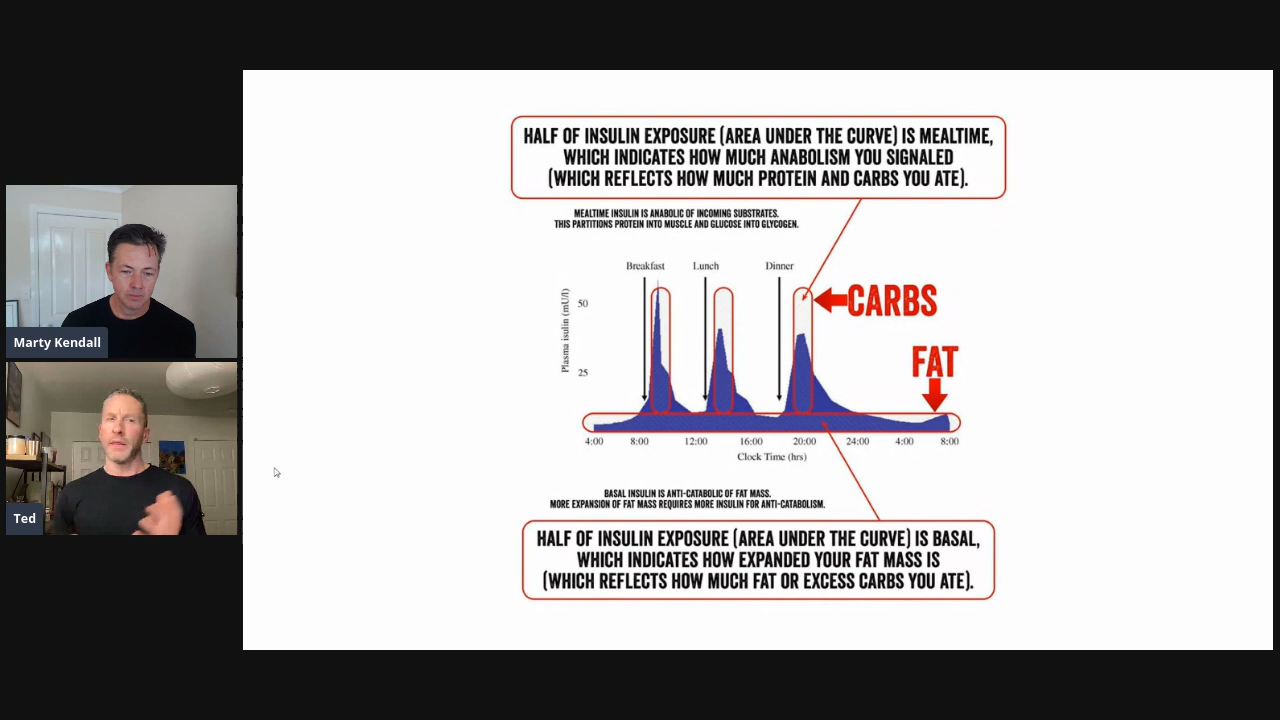 HALF OF INSULIN EXPOSURE (AREA UNDER THE CURVE) IS MEALTIME,
WHICH INDICATES HOW MUCH ANABOLISM YOU SIGNALED
(WHICH REFLECTS HOW MUCH PROTEIN AND CARBS YOU ATE).
MEALTIME INSULIN IS ANABOLIC OF INCOMING SUBSTRATES.
THIS PARTITIONS PROTEIN INTO MUSCLE AND GLUCOSE INTO GLYCOGEN.
Breakfast Lunch Dinner
Plasma isulin (mU/l)
50
25
CARBS
FAT
4:00 8:00 12:00 16:00 20:00 24:00 4:00 8:00
Clock Time (hrs)
BASAL INSULIN IS ANTI-CATABOLIC OF FAT MASS.
MORE EXPANSION OF FAT MASS REQUIRES MORE INSULIN FOR ANTI-CATABOLISM.
HALF OF INSULIN EXPOSURE (AREA UNDER THE CURVE) IS BASAL,
WHICH INDICATES HOW EXPANDED YOUR FAT MASS IS
(WHICH REFLECTS HOW MUCH FAT OR EXCESS CARBS YOU ATE).
Marty Kendall
Ted